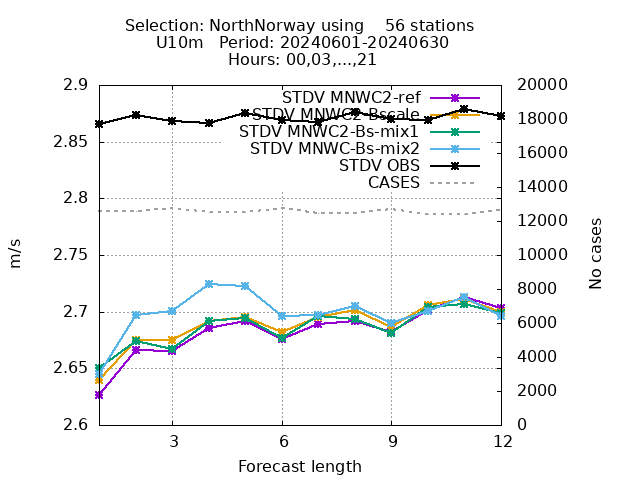 Selection: NorthNorway using    56 stations
U10m   Period: 20240601-20240630
Hours: 00,03,...,21
STDV MNWC2-ref
STDV MNWC2-Bscale
STDV MNWC2-Bs-mix1
STDV MNWC-Bs-mix2
STDV OBS
CASES
2.9
2.85
2.8
2.75
2.7
2.65
2.6
m/s
20000
18000
16000
14000
12000
10000
8000
6000
4000
2000
0
No cases
3 6 9 12
Forecast length